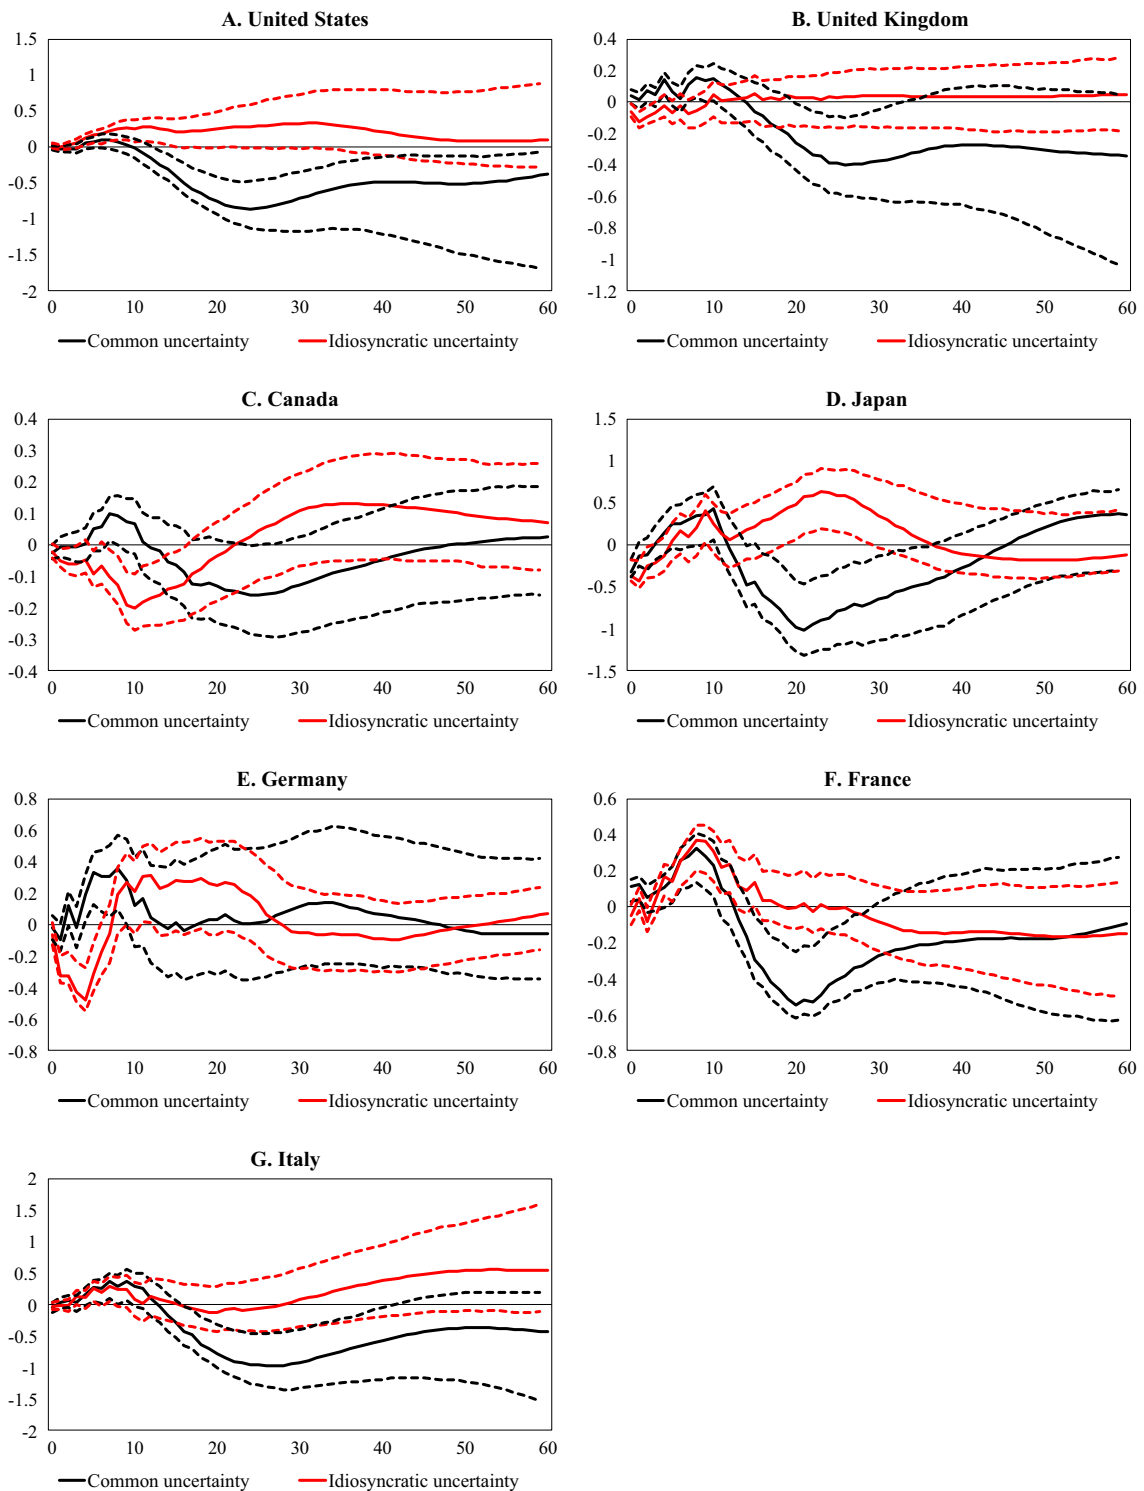 A. United States
1.5
1
0.5
0
-0.5
-1
-1.5
-2
0 10 20 30 40 50 60
Common uncertainty Idiosyncratic uncertainty
B. United Kingdom
0.4
0.2
0
-0.2
-0.4
-0.6
-0.8
-1
-1.2
0 10 20 30 40 50 60
Common uncertainty Idiosyncratic uncertainty
C. Canada
0.4
0.3
0.2
0.1
0
-0.1
-0.2
-0.3
-0.4
0 10 20 30 40 50 60
Common uncertainty Idiosyncratic uncertainty
D. Japan
1.5
1
0.5
0
-0.5
-1
-1.5
0 10 20 30 40 50 60
Common uncertainty Idiosyncratic uncertainty
E. Germany
0.8
0.6
0.4
0.2
0
-0.2
-0.4
-0.6
-0.8
0 10 20 30 40 50 60
Common uncertainty Idiosyncratic uncertainty
F. France
0.6
0.4
0.2
0
-0.2
-0.4
-0.6
-0.8
0 10 20 30 40 50 60
Common uncertainty Idiosyncratic uncertainty
G. Italy
2
1.5
1
0.5
0
-0.5
-1
-1.5
-2
0 10 20 30 40 50 60
Common uncertainty Idiosyncratic uncertainty